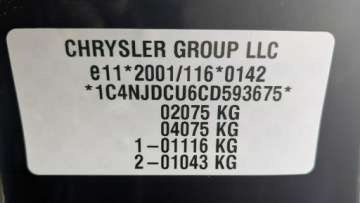 CHRYSLER GROUP LLC
e11*2001/116*0142
*1C4NJDCU6CD593675*
02075 KG
04075 KG
1-01116 KG
2-01043 KG